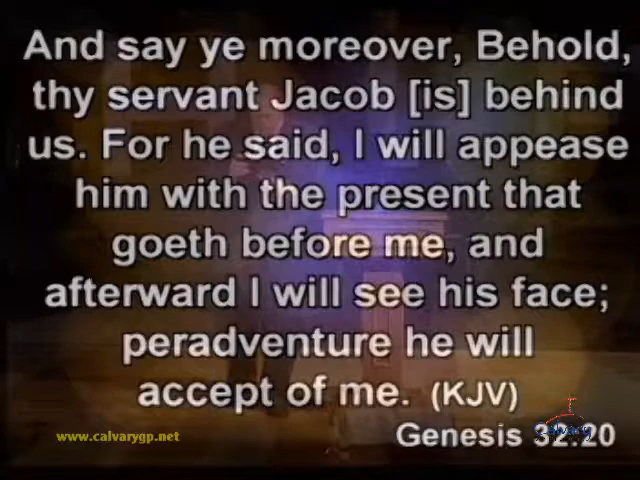 And say ye moreover, Behold,
thy servant Jacob [is] behind
us. For he said, I will appease
him with the present that
goeth before me, and
afterward I will see his face;
peradventure he will
accept of me. (KJV)
Genesis 32:20
www.calvarygp.net
Calvary